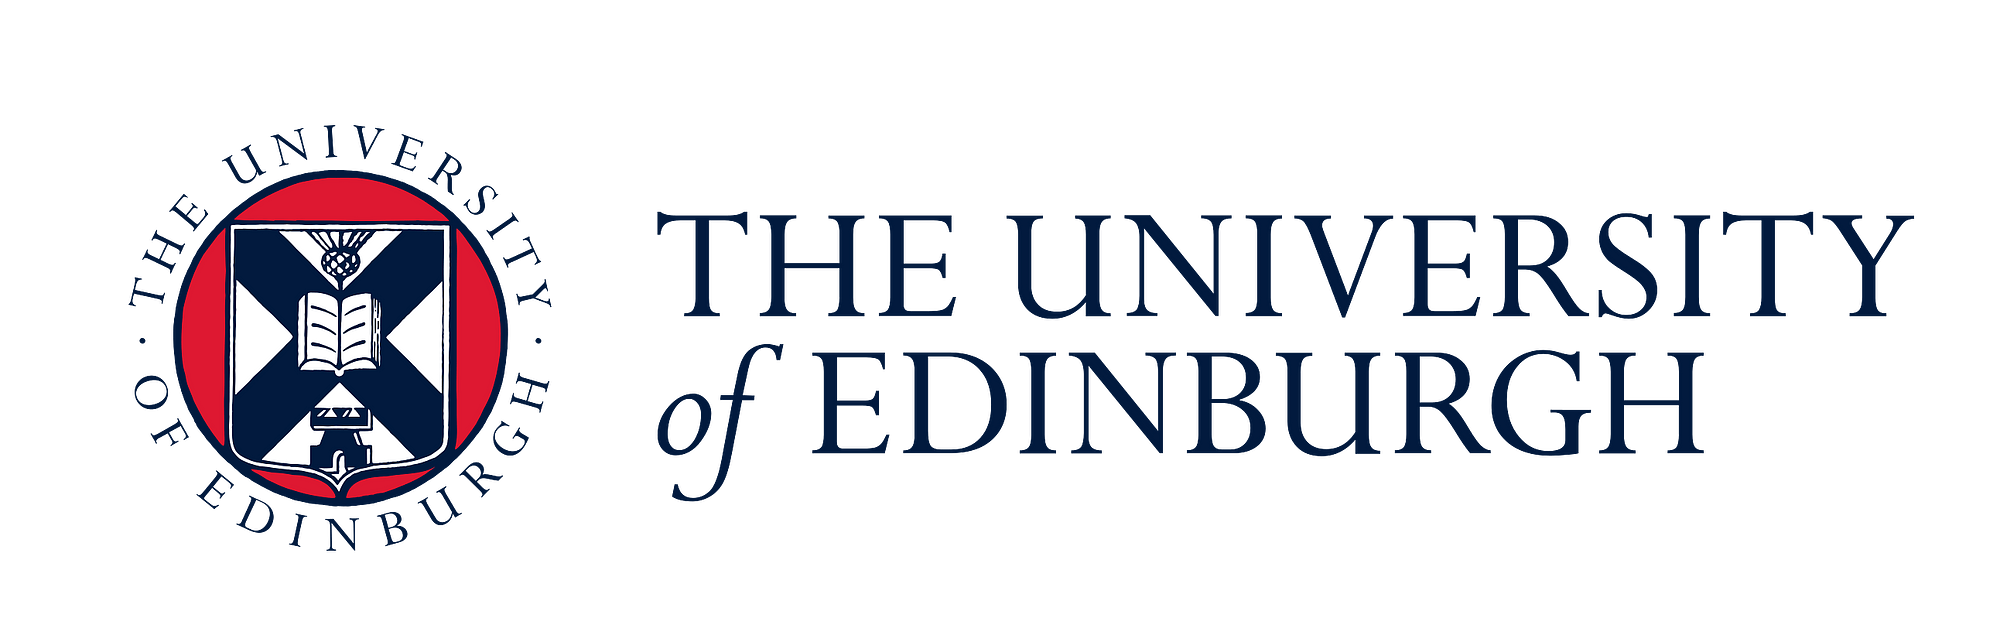 · THE UNIVERSITY ·
OF EDINBURGH
THE UNIVERSITY
of EDINBURGH